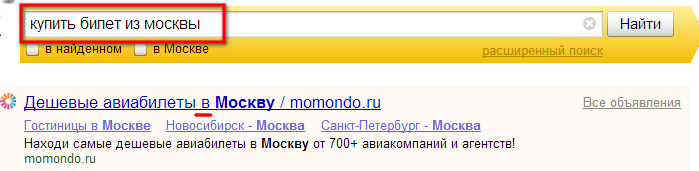 купить билет из москвы Найти
в найденном в Москве расширенный поиск
Дешевые авиабилеты в Москву / momondo.ru Все объявления
Гостиницы в Москве Новосибирск - Москва Санкт-Петербург - Москва
Находи самые дешевые авиабилеты в Москву от 700+ авиакомпаний и агентств!
momondo.ru